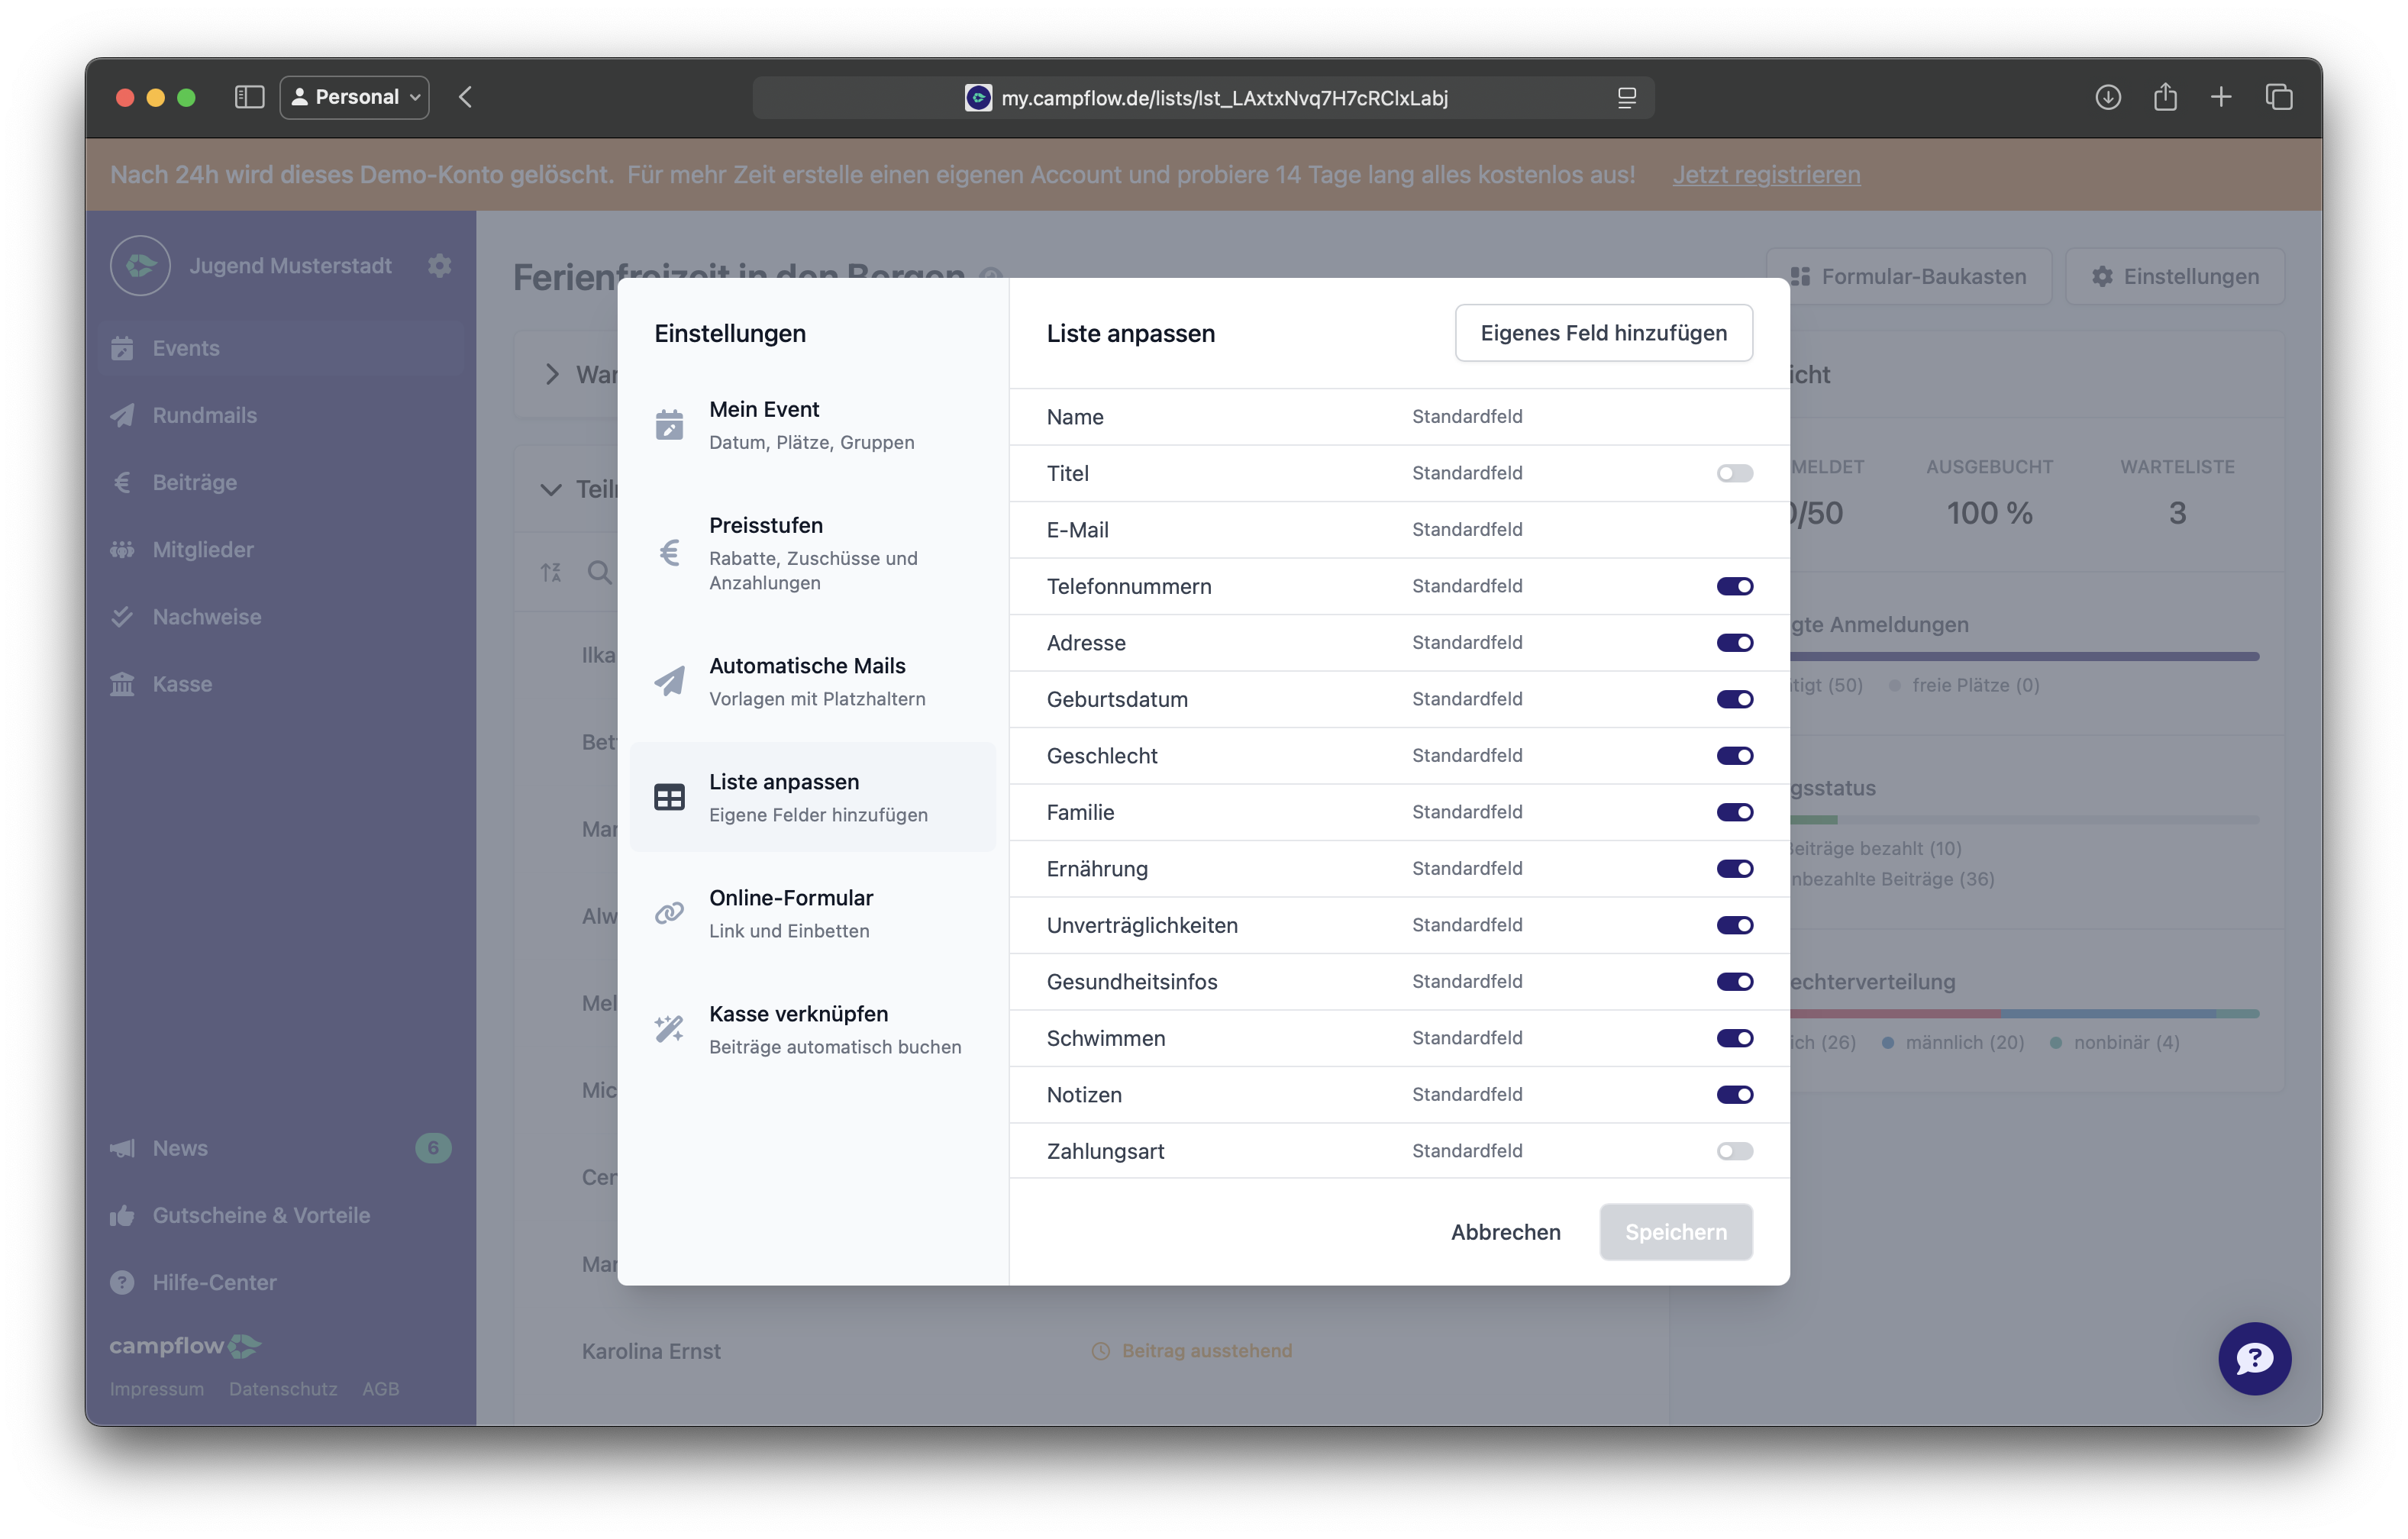 Personal
my.campflow.de/lists/lst_LAxtxNvq7H7cRClxLabj
Nach 24h wird dieses Demo-Konto gelöscht. Für mehr Zeit erstelle einen eigenen Account und probiere 14 Tage lang alles kostenlos aus! Jetzt registrieren
Jugend Musterstadt
Events
Rundmails
Beiträge
Mitglieder
Nachweise
Kasse
News 6
Gutscheine & Vorteile
Hilfe-Center
campflow
Impressum Datenschutz AGB
Ferienfreizeit in den Bergen
Formular-Baukasten
Einstellungen
War
Teiln
Ilka
Bett
Mar
Alw
Mel
Mic
Cer
Mar
Karolina Ernst Beitrag ausstehend
Einstellungen
Mein Event
Datum, Plätze, Gruppen
Preisstufen
Rabatte, Zuschüsse und
Anzahlungen
Automatische Mails
Vorlagen mit Platzhaltern
Liste anpassen
Eigene Felder hinzufügen
Online-Formular
Link und Einbetten
Kasse verknüpfen
Beiträge automatisch buchen
Liste anpassen
Eigenes Feld hinzufügen
Name Standardfeld
Titel Standardfeld
E-Mail Standardfeld
Telefonnummern Standardfeld
Adresse Standardfeld
Geburtsdatum Standardfeld
Geschlecht Standardfeld
Familie Standardfeld
Ernährung Standardfeld
Unverträglichkeiten Standardfeld
Gesundheitsinfos Standardfeld
Schwimmen Standardfeld
Notizen Standardfeld
Zahlungsart Standardfeld
Abbrechen
Speichern
icht
MELDET AUSGEBUCHT WARTELISTE
0/50 100 % 3
gte Anmeldungen
tigt (50) freie Plätze (0)
gsstatus
Beiträge bezahlt (10)
nbezahlte Beiträge (36)
echterverteilung
ich (26) männlich (20) nonbinär (4)